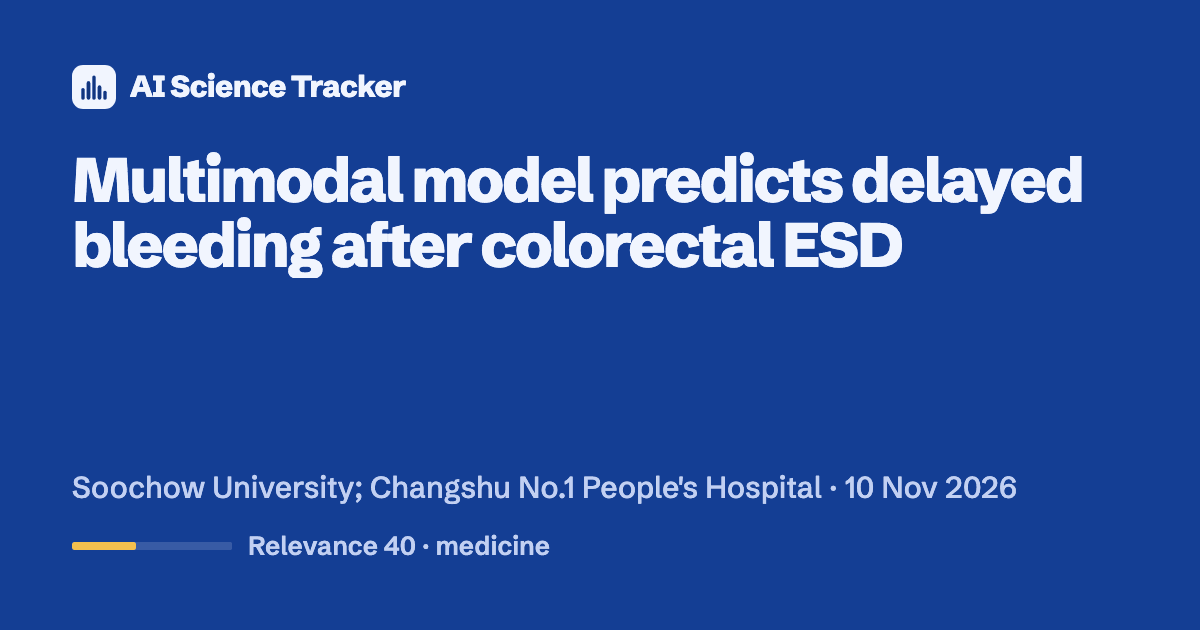 AI Science Tracker
Multimodal model predicts delayed
bleeding after colorectal ESD
Soochow University; Changshu No.1 People's Hospital · 10 Nov 2026
Relevance 40 · medicine